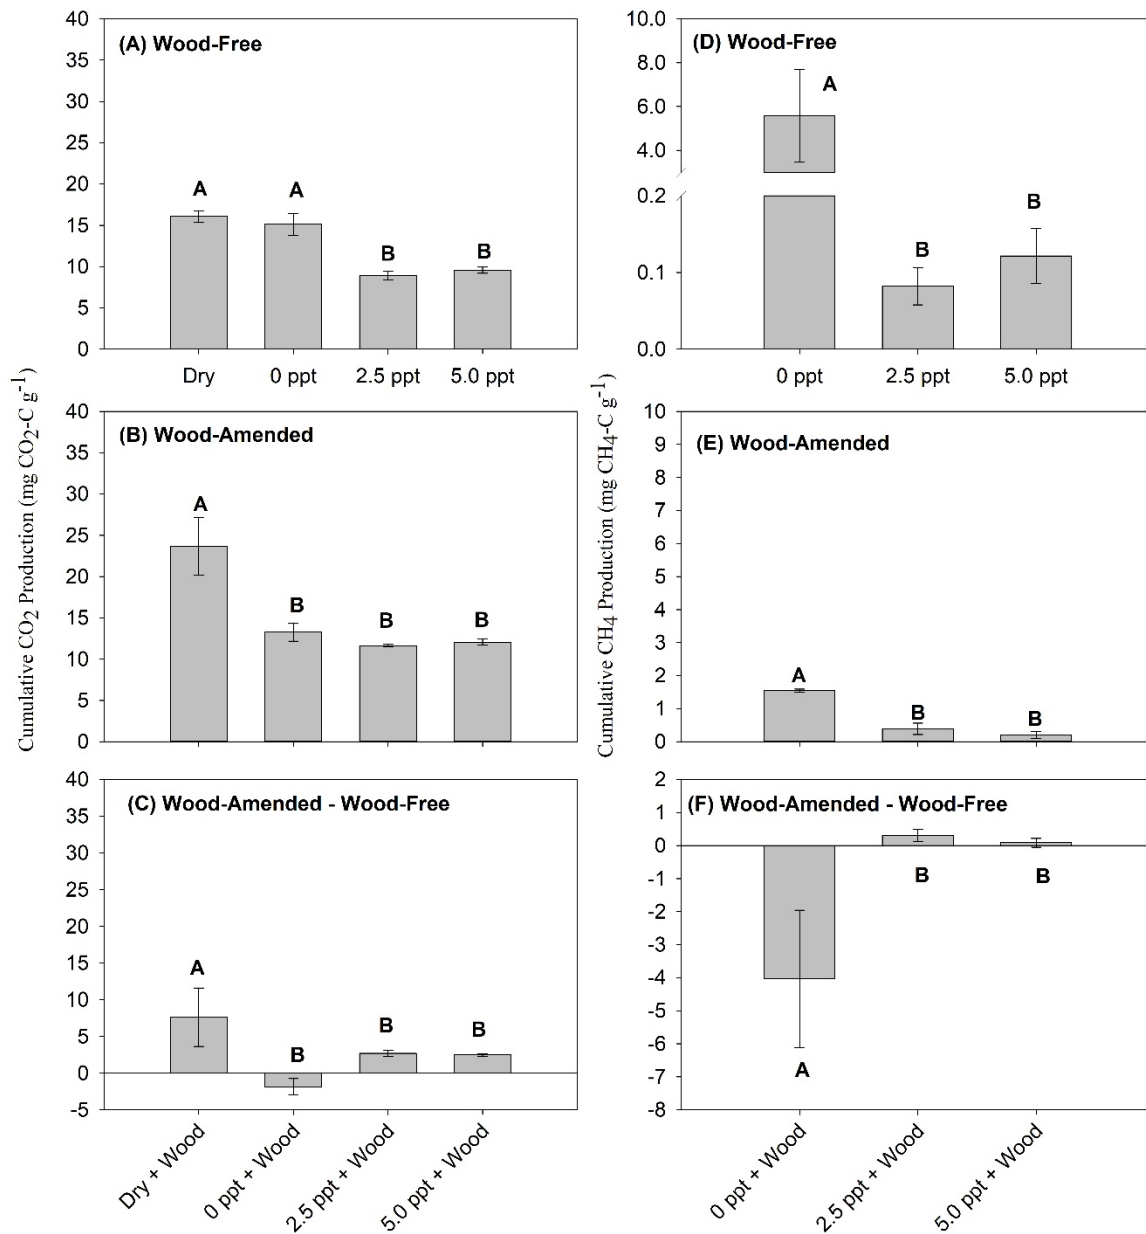 Cumulative CO2 Production (mg CO2-C g-1)
(A) Wood-Free
40
35
30
25
20
15
10
5
0
A
A
B
B
Dry
0 ppt
2.5 ppt
5.0 ppt
(B) Wood-Amended
40
35
30
25
20
15
10
5
0
A
B
B
B
(C) Wood-Amended - Wood-Free
40
35
30
25
20
15
10
5
0
-5
A
B
B
B
Dry + Wood
0 ppt + Wood
2.5 ppt + Wood
5.0 ppt + Wood
Cumulative CH4 Production (mg CH4-C g-1)
(D) Wood-Free
10.0
8.0
6.0
4.0
0.2
0.1
0.0
A
B
B
0 ppt
2.5 ppt
5.0 ppt
(E) Wood-Amended
10
9
8
7
6
5
4
3
2
1
0
A
B
B
(F) Wood-Amended - Wood-Free
2
1
0
-1
-2
-3
-4
-5
-6
-7
-8
A
B
B
0 ppt + Wood
2.5 ppt + Wood
5.0 ppt + Wood